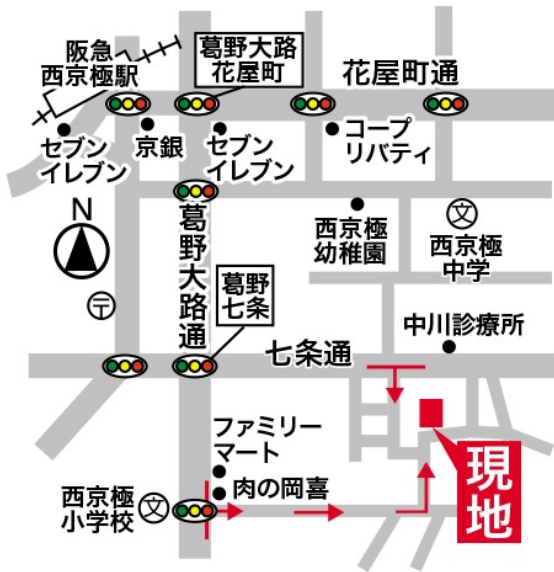 阪急
西京極駅
葛野大路
花屋町
花屋町通
セブン
イレブン
京銀
セブン
イレブン
コープ
リバティ
N
葛野大路通
西京極
幼稚園
文
西京極
中学
〒
葛野
七条
七条通
中川診療所
ファミリー
マート
肉の岡喜
西京極
小学校
文
現地